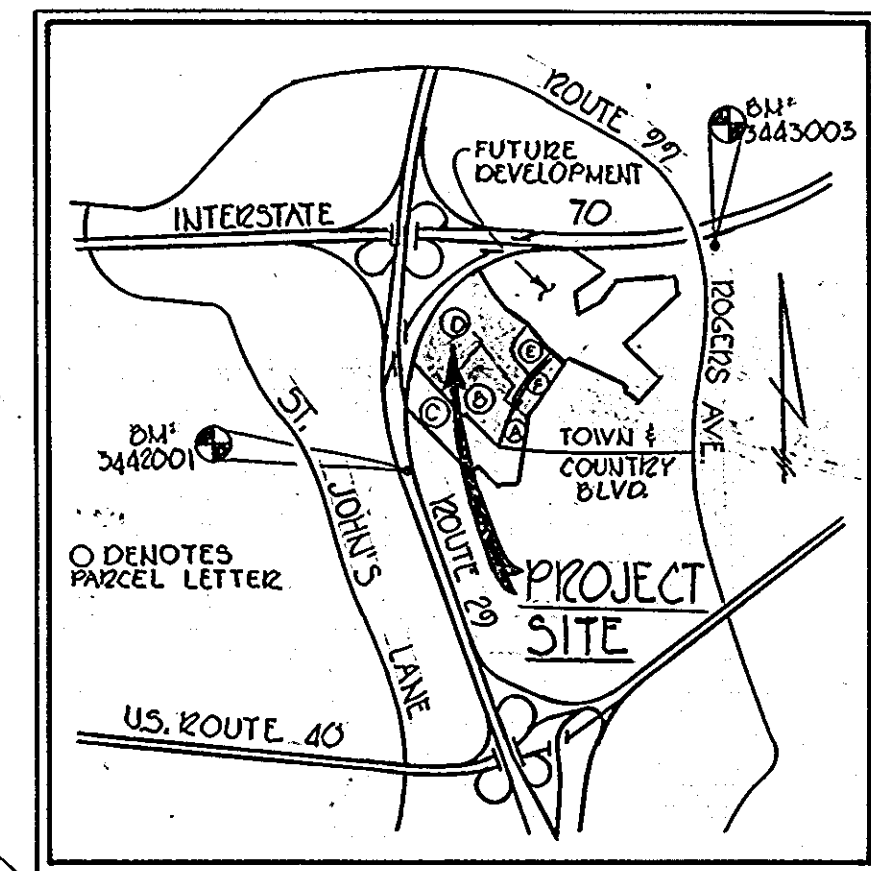 ROUTE 99
BM#
3443003
FUTURE
DEVELOPMENT
INTERSTATE
70
ROGERS AVE.
D
E
F
B
C
A
BM#
3442001
ST. JOHN'S LANE
TOWN &
COUNTRY
BLVD.
ROUTE 29
O DENOTES
PARCEL LETTER
PROJECT
SITE
U.S. ROUTE 40